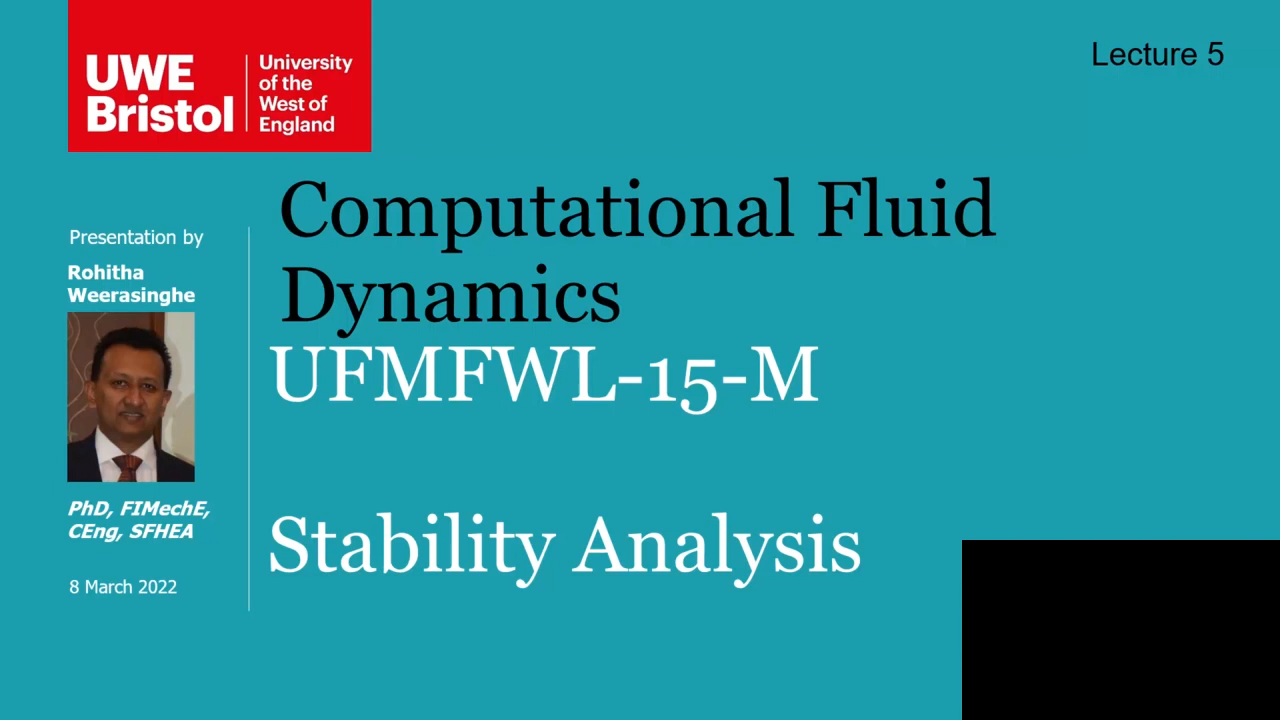 UWE
Bristol
University
of the
West of
England
Lecture 5
Computational Fluid
Dynamics
UFMFWL-15-M
Stability Analysis
Presentation by
Rohitha
Weerasinghe
PhD, FIMechE,
CEng, SFHEA
8 March 2022